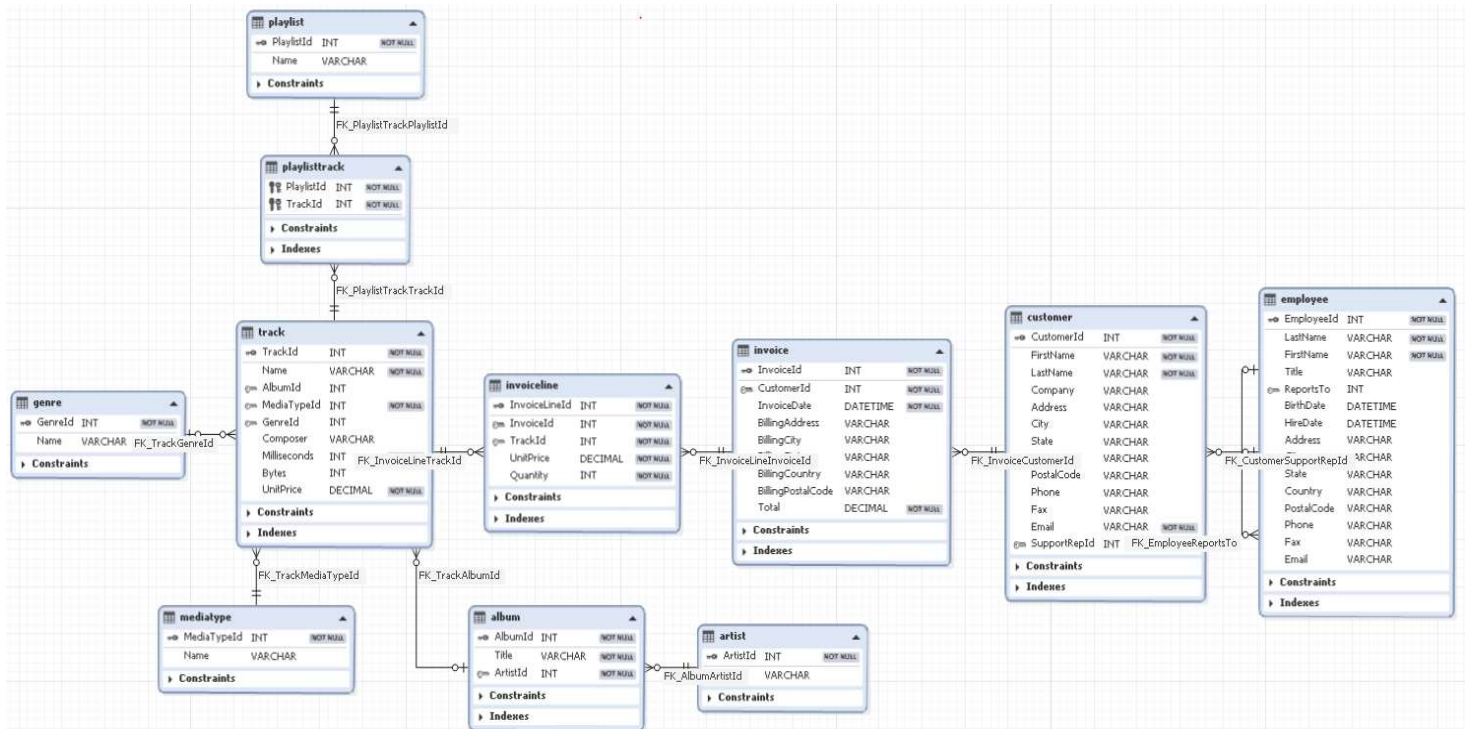 playlist
PlaylistId INT NOT NULL
Name VARCHAR
Constraints
FK_PlaylistTrackPlaylistId
playlisttrack
PlaylistId INT NOT NULL
TrackId INT NOT NULL
Constraints
Indexes
FK_PlaylistTrackTrackId
track
TrackId INT NOT NULL
Name VARCHAR NOT NULL
AlbumId INT
MediaTypeId INT NOT NULL
GenreId INT
Composer VARCHAR
Milliseconds INT NOT NULL
Bytes INT
UnitPrice DECIMAL NOT NULL
Constraints
Indexes
genre
GenreId INT NOT NULL
Name VARCHAR
Constraints
FK_TrackGenreId
FK_InvoiceLineTrackId
invoiceline
InvoiceLineId INT NOT NULL
InvoiceId INT NOT NULL
TrackId INT NOT NULL
UnitPrice DECIMAL NOT NULL
Quantity INT NOT NULL
Constraints
Indexes
FK_InvoiceLineInvoiceId
invoice
InvoiceId INT NOT NULL
CustomerId INT NOT NULL
InvoiceDate DATETIME NOT NULL
BillingAddress VARCHAR
BillingCity VARCHAR
VARCHAR
BillingCountry VARCHAR
BillingPostalCode VARCHAR
Total DECIMAL NOT NULL
Constraints
Indexes
FK_InvoiceCustomerId
customer
CustomerId INT NOT NULL
FirstName VARCHAR NOT NULL
LastName VARCHAR NOT NULL
Company VARCHAR
Address VARCHAR
City VARCHAR
State VARCHAR
VARCHAR
PostalCode VARCHAR
Phone VARCHAR
Fax VARCHAR
Email VARCHAR NOT NULL
SupportRepId INT
Constraints
Indexes
FK_CustomerSupportRepId
FK_EmployeeReportsTo
employee
EmployeeId INT NOT NULL
LastName VARCHAR NOT NULL
FirstName VARCHAR NOT NULL
Title VARCHAR
ReportsTo INT
BirthDate DATETIME
HireDate DATETIME
Address VARCHAR
VARCHAR
State VARCHAR
Country VARCHAR
PostalCode VARCHAR
Phone VARCHAR
Fax VARCHAR
Email VARCHAR
Constraints
Indexes
FK_TrackMediaTypeId
FK_TrackAlbumId
mediatype
MediaTypeId INT NOT NULL
Name VARCHAR
Constraints
album
AlbumId INT NOT NULL
Title VARCHAR NOT NULL
ArtistId INT NOT NULL
Constraints
Indexes
FK_AlbumArtistId
artist
ArtistId INT NOT NULL
VARCHAR
Constraints